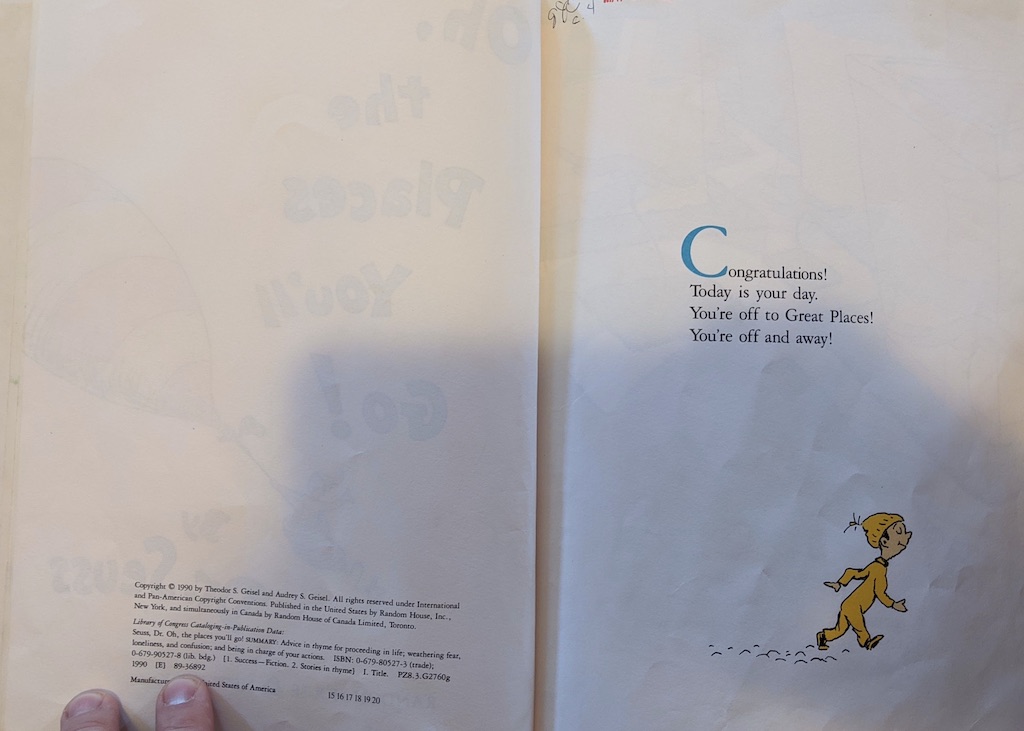 Copyright © 1990 by Theodor S. Geisel and Audrey S. Geisel. All rights reserved under International
and Pan-American Copyright Conventions. Published in the United States by Random House, Inc.,
New York, and simultaneously in Canada by Random House of Canada Limited, Toronto.
Library of Congress Cataloging-in-Publication Data:
Seuss, Dr. Oh, the places you'll go! SUMMARY: Advice in rhyme for proceeding in life; weathering fear,
loneliness, and confusion; and being in charge of your actions. ISBN: 0-679-80527-3 (trade);
0-679-90527-8 (lib. bdg.) [1. Success—Fiction. 2. Stories in rhyme] I. Title. PZ8.3.G2760g
1990 [E] 89-36892
Manufactur United States of America
15 16 17 18 19 20
Congratulations!
Today is your day.
You're off to Great Places!
You're off and away!